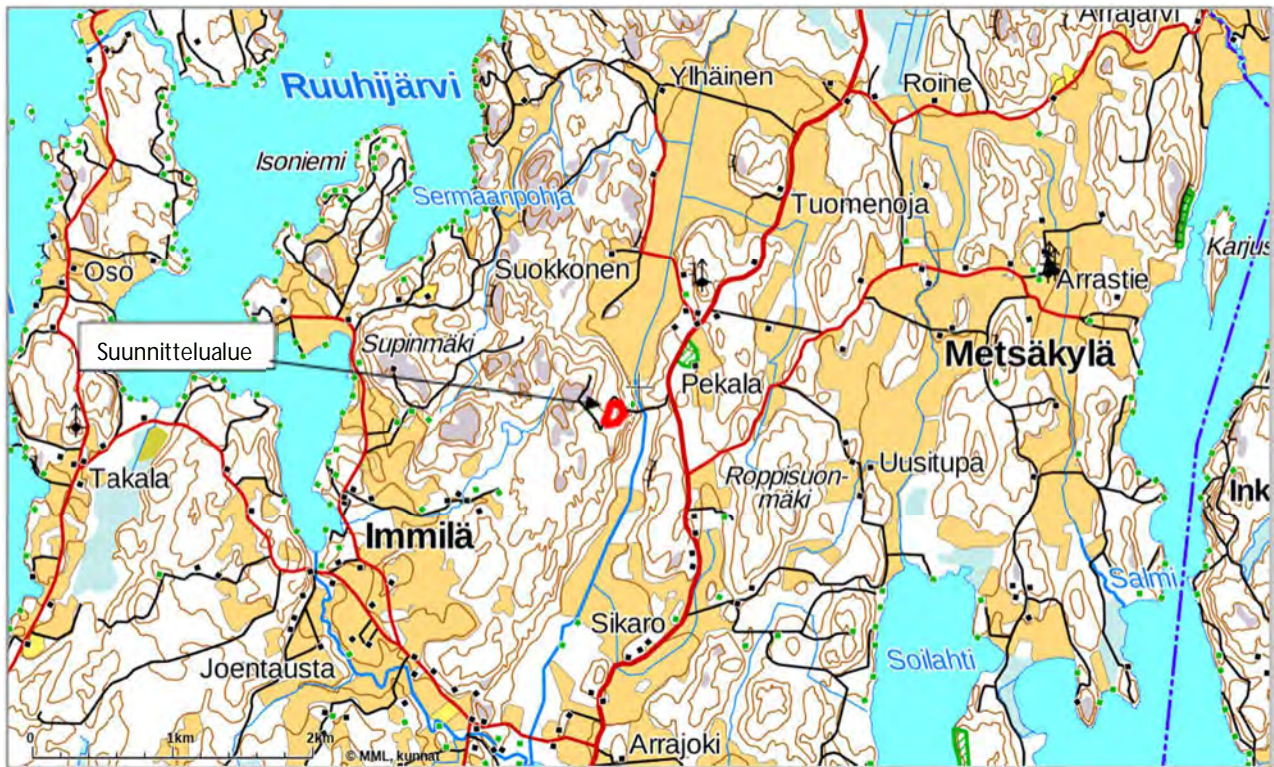 Arrajärvi
Ruuhijärvi
Ylhäinen
Roine
Isoniemi
Sermaanpohja
Tuomenoja
Karjus
Oso
Suokkonen
Arrastie
Suunnittelualue
Supinmäki
Metsäkylä
Pekala
Takala
Roppisuon-
mäki
Uusitupa
Ink
Immilä
Salmi
Sikaro
Joentausta
Soilahti
0 1km 2km
© MML, kunnat
Arrajoki